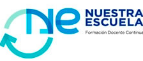 ne
NUESTRA
ESCUELA
Formación Docente Continua